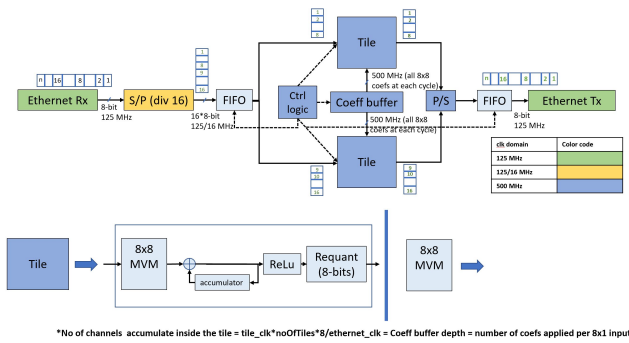 1
2
8
Tile
n 16 8 2 1
1
8
9
16
n 16 8 2 1
500 MHz (all 8x8
coefs at each cycle)
Ethernet Rx
8-bit
125 MHz
S/P (div 16)
16*8-bit
125/16 MHz
FIFO
Ctrl
logic
Coeff buffer
P/S
FIFO
8-bit
125 MHz
Ethernet Tx
500 MHz (all 8x8
coefs at each cycle)
Tile
9
10
16
9
10
16
clk domain Color code
125 MHz
125/16 MHz
500 MHz
Tile
8x8
MVM
accumulator
ReLu
Requant
(8-bits)
8x8
MVM
*No of channels accumulate inside the tile = tile_clk*noOfTiles*8/ethernet_clk = Coeff buffer depth = number of coefs applied per 8x1 input